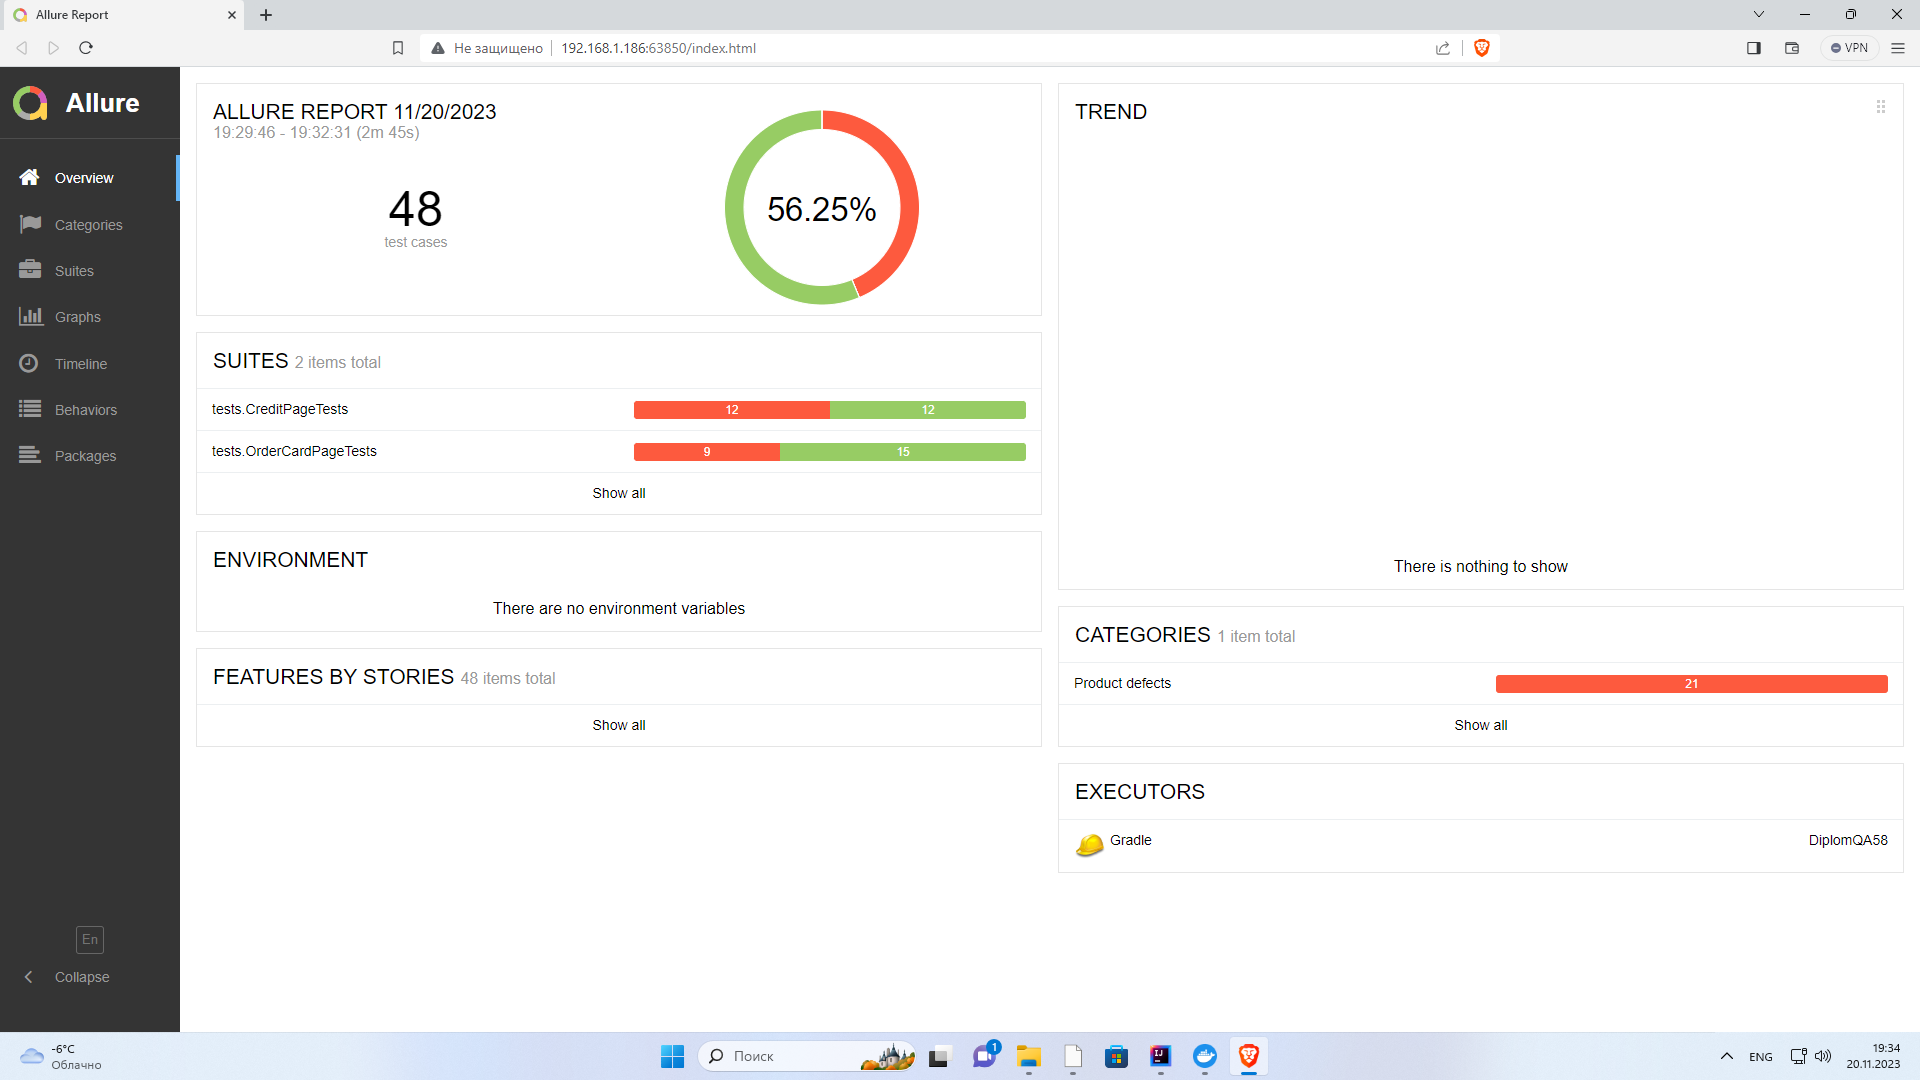 Allure Report
Не защищено
192.168.1.186:63850/index.html
VPN
Allure
Overview
Categories
Suites
Graphs
Timeline
Behaviors
Packages
En
Collapse
ALLURE REPORT 11/20/2023
19:29:46 - 19:32:31 (2m 45s)
48
test cases
56.25%
SUITES 2 items total
tests.CreditPageTests 12 12
tests.OrderCardPageTests 9 15
Show all
ENVIRONMENT
There are no environment variables
FEATURES BY STORIES 48 items total
Show all
TREND
There is nothing to show
CATEGORIES 1 item total
Product defects 21
Show all
EXECUTORS
Gradle DiplomQA58
-6°C
Облачно
Поиск
1
IJ
ENG
19:34
20.11.2023